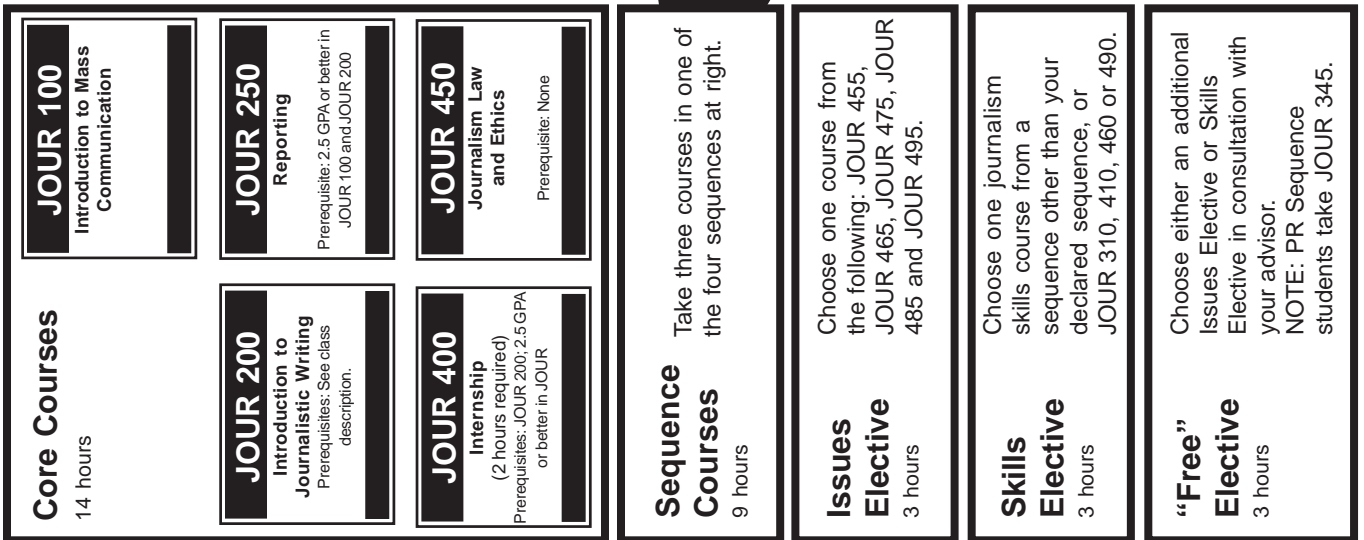 Core Courses
14 hours
JOUR 100
Introduction to Mass
Communication
JOUR 200
Introduction to
Journalistic Writing
Prerequisites: See class
description.
JOUR 250
Reporting
Prerequisite: 2.5 GPA or better in
JOUR 100 and JOUR 200
JOUR 400
Internship
(2 hours required)
Prerequisites: JOUR 200; 2.5 GPA
or better in JOUR
JOUR 450
Journalism Law
and Ethics
Prerequisite: None
Sequence
Courses
9 hours
Take three courses in one of
the four sequences at right.
Issues
Elective
3 hours
Choose one course from
the following: JOUR 455,
JOUR 465, JOUR 475, JOUR
485 and JOUR 495.
Skills
Elective
3 hours
Choose one journalism
skills course from a
sequence other than your
declared sequence, or
JOUR 310, 410, 460 or 490.
“Free”
Elective
3 hours
Choose either an additional
Issues Elective or Skills
Elective in consultation with
your advisor.
NOTE: PR Sequence
students take JOUR 345.